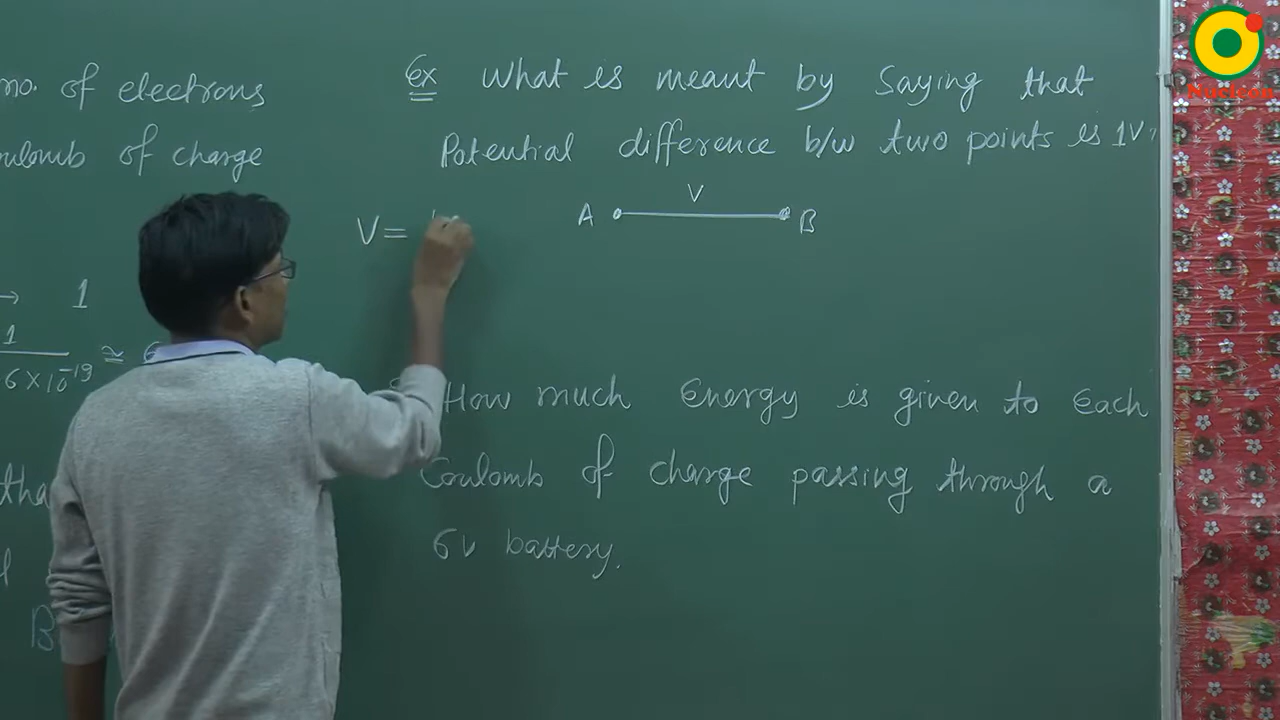 no. of electrons
of charge
→ 1
1
6 × 10⁻¹⁹ ≃ 6
B
Ex What is meant by Saying that
Potential difference b/w two points is 1V?
V
A B
V =
How much Energy is given to Each
Coulomb of charge passing through a
6V battery.
Nucleon